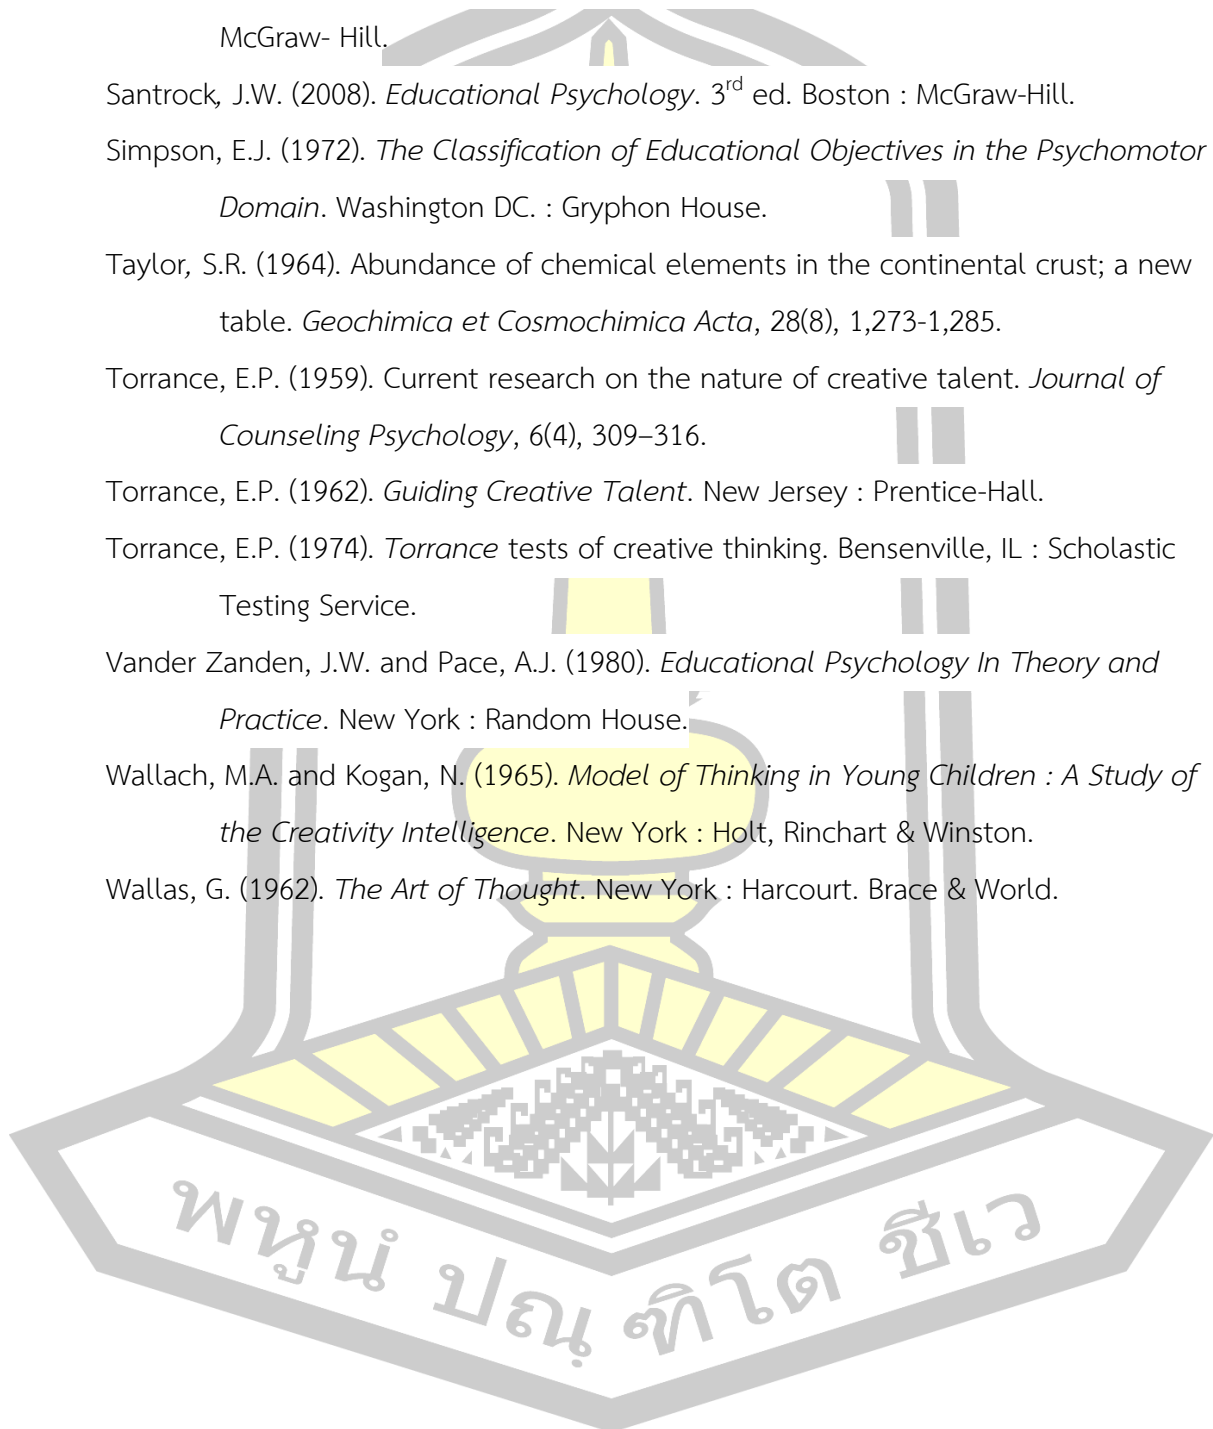 McGraw- Hill.
Santrock, J.W. (2008). Educational Psychology. 3rd ed. Boston : McGraw-Hill.
Simpson, E.J. (1972). The Classification of Educational Objectives in the Psychomotor
Domain. Washington DC. : Gryphon House.
Taylor, S.R. (1964). Abundance of chemical elements in the continental crust; a new
table. Geochimica et Cosmochimica Acta, 28(8), 1,273-1,285.
Torrance, E.P. (1959). Current research on the nature of creative talent. Journal of
Counseling Psychology, 6(4), 309–316.
Torrance, E.P. (1962). Guiding Creative Talent. New Jersey : Prentice-Hall.
Torrance, E.P. (1974). Torrance tests of creative thinking. Bensenville, IL : Scholastic
Testing Service.
Vander Zanden, J.W. and Pace, A.J. (1980). Educational Psychology In Theory and
Practice. New York : Random House.
Wallach, M.A. and Kogan, N. (1965). Model of Thinking in Young Children : A Study of
the Creativity Intelligence. New York : Holt, Rinchart & Winston.
Wallas, G. (1962). The Art of Thought. New York : Harcourt. Brace & World.
พหูนํ ปณฺฑิโต ชีเว